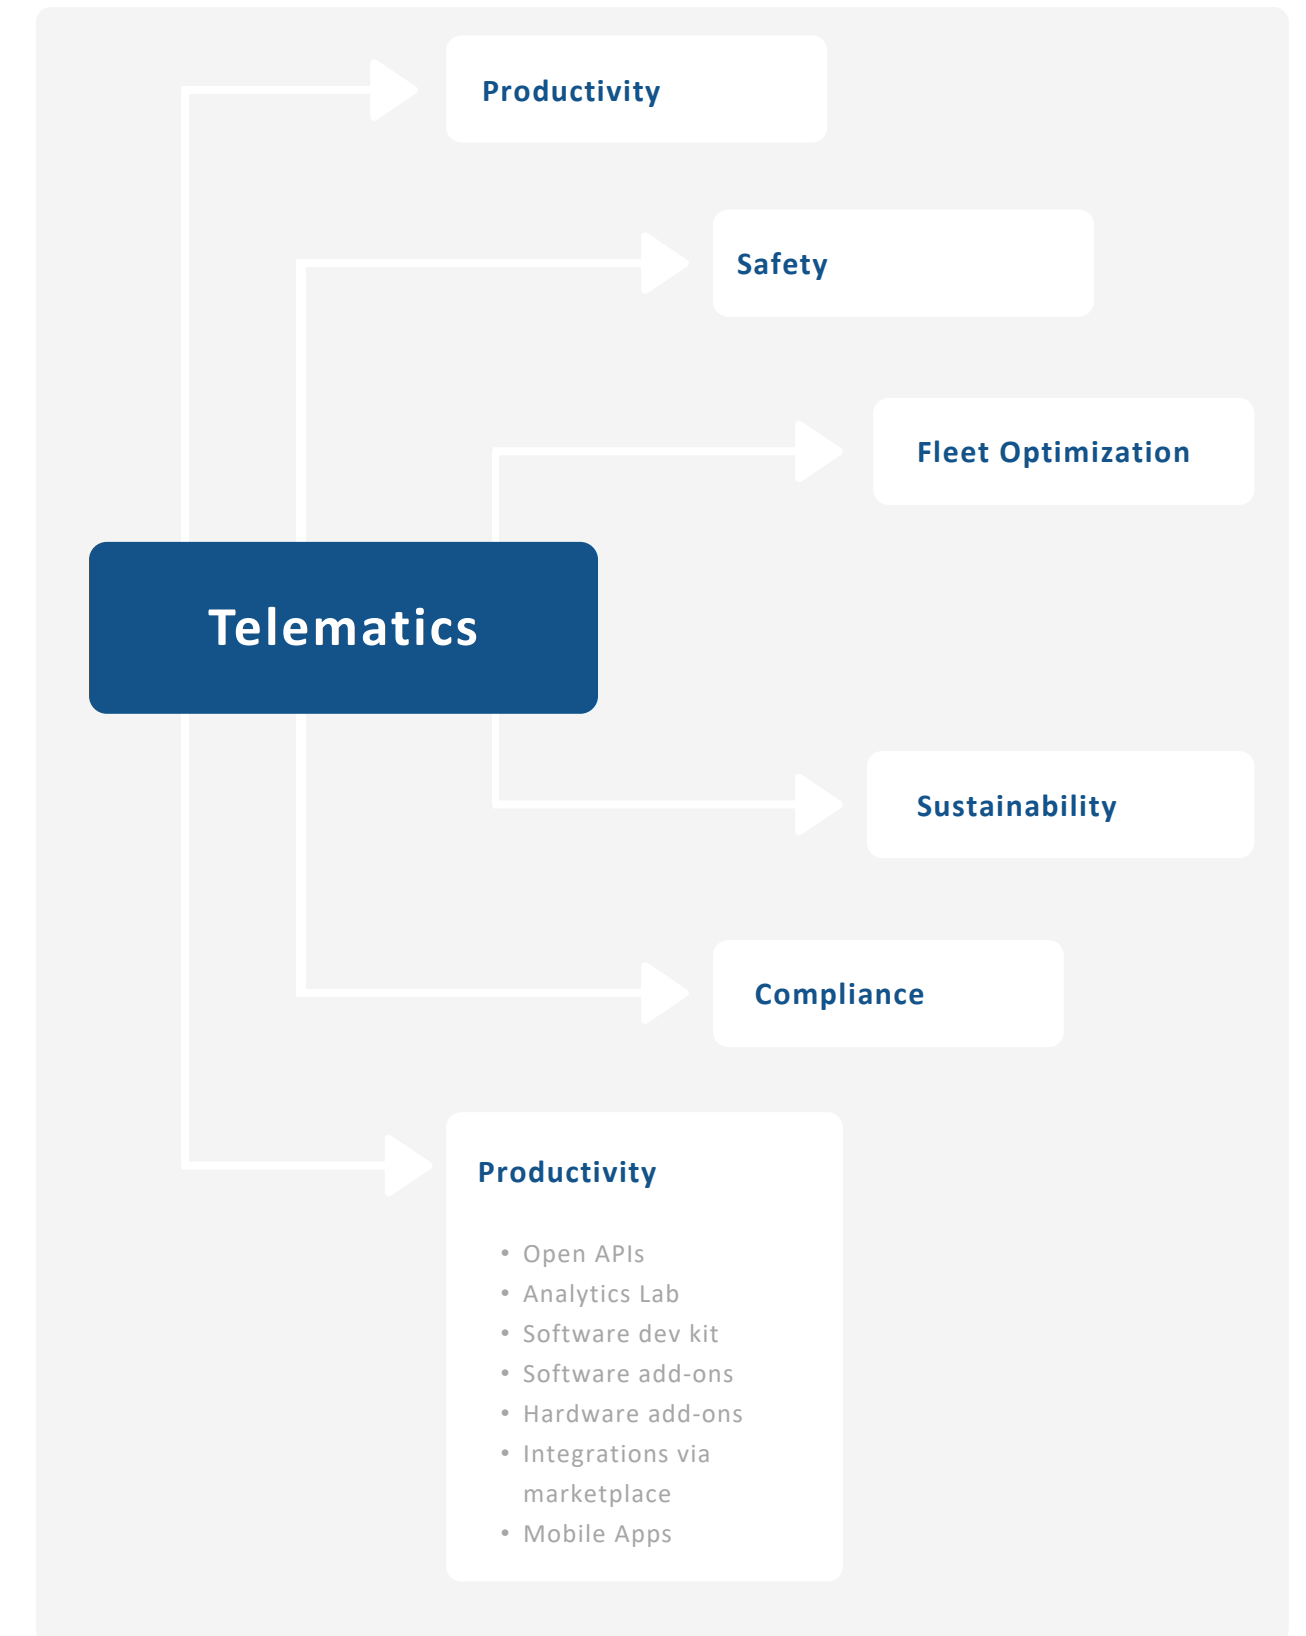 Productivity
Safety
Fleet Optimization
Telematics
Sustainability
Compliance
Productivity
• Open APIs
• Analytics Lab
• Software dev kit
• Software add-ons
• Hardware add-ons
• Integrations via
marketplace
• Mobile Apps